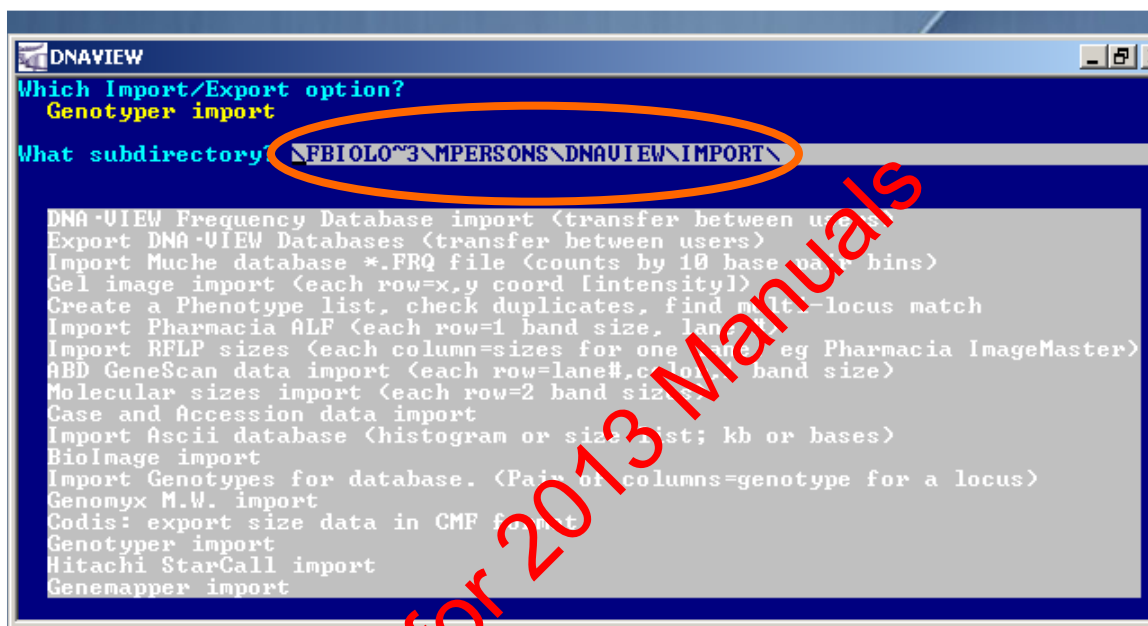 DNAVIEW
Which Import/Export option?
Genotyper import
What subdirectory? \FBIOLO~3\MPERSONS\DNAVIEW\IMPORT\
DNA·VIEW Frequency Database import (transfer between users)
Export DNA·VIEW Databases (transfer between users)
Import Muche database *.FRQ file (counts by 10 base pair bins)
Gel image import (each row=x,y coord [intensity])
Create a Phenotype list, check duplicates, find multi-locus match
Import Pharmacia ALF (each row=1 band size, lane #)
Import RFLP sizes (each column=sizes for one lane, eg Pharmacia ImageMaster)
ABD GeneScan data import (each row=lane#,color, band size)
Molecular sizes import (each row=2 band sizes)
Case and Accession data import
Import Ascii database (histogram or size list; kb or bases)
BioImage import
Import Genotypes for database. (Pair of columns=genotype for a locus)
Genomyx M.W. import
Codis: export size data in CMF format
Genotyper import
Hitachi StarCall import
Genemapper import
for 2013 Manuals